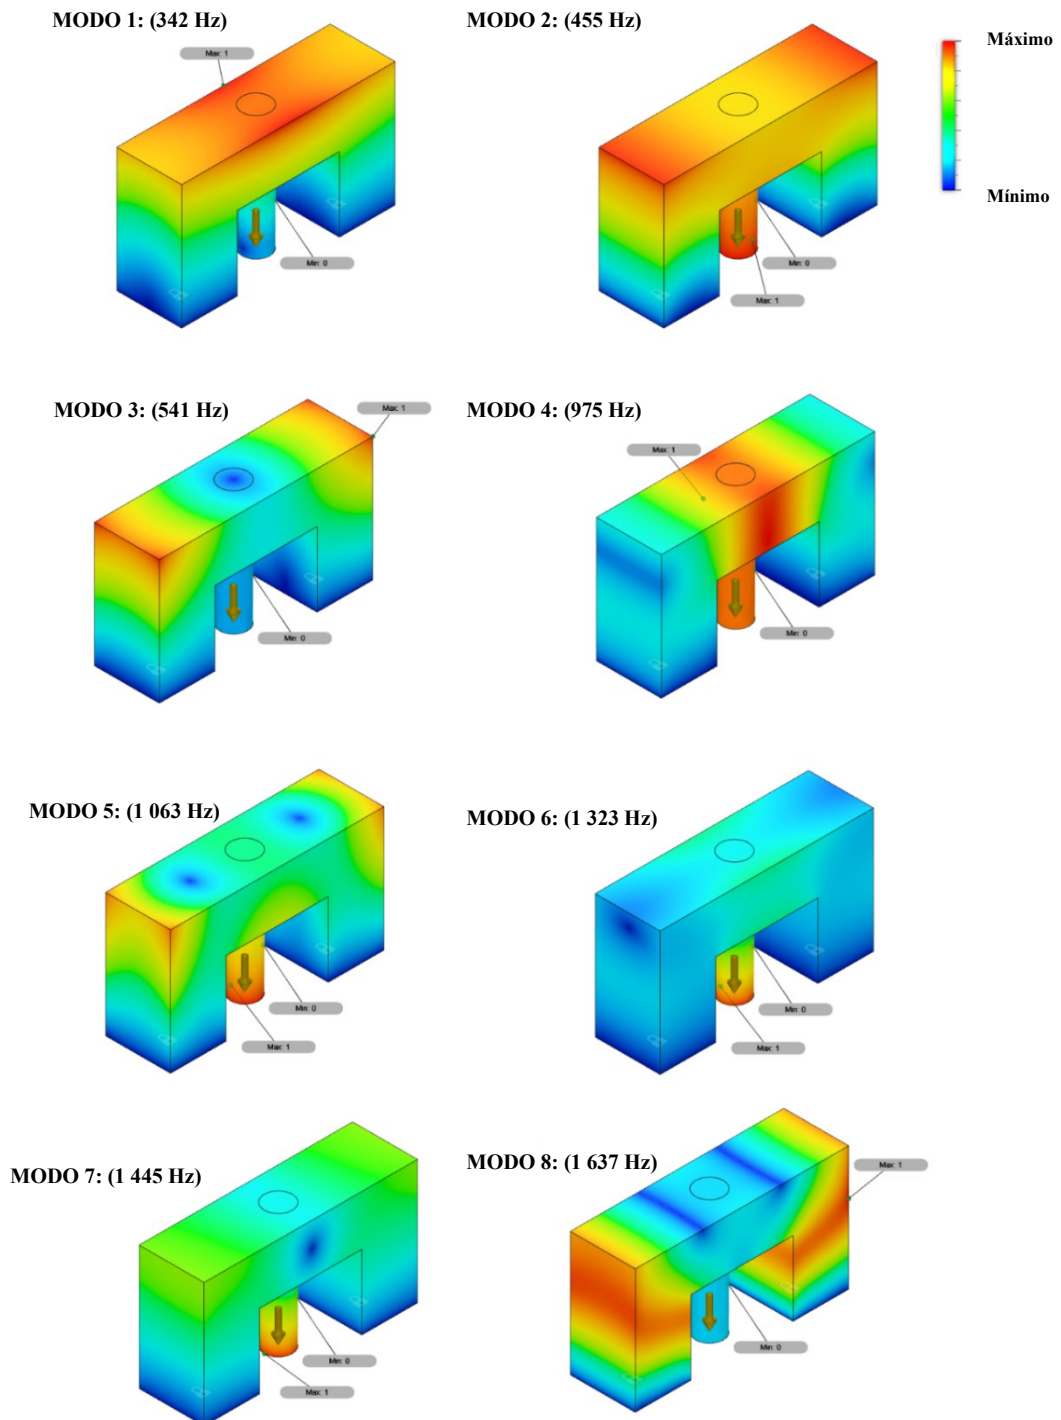 MODO 1: (342 Hz)
MODO 2: (455 Hz)
Máximo
Max: 1
Mínimo
Min: 0
Min: 0
Max: 1
MODO 3: (541 Hz)
Max: 1
MODO 4: (975 Hz)
Max: 1
Min: 0
Min: 0
MODO 5: (1 063 Hz)
MODO 6: (1 323 Hz)
Min: 0
Min: 0
Max: 1
Max: 1
MODO 7: (1 445 Hz)
MODO 8: (1 637 Hz)
Max: 1
Min: 0
Min: 0
Max: 1